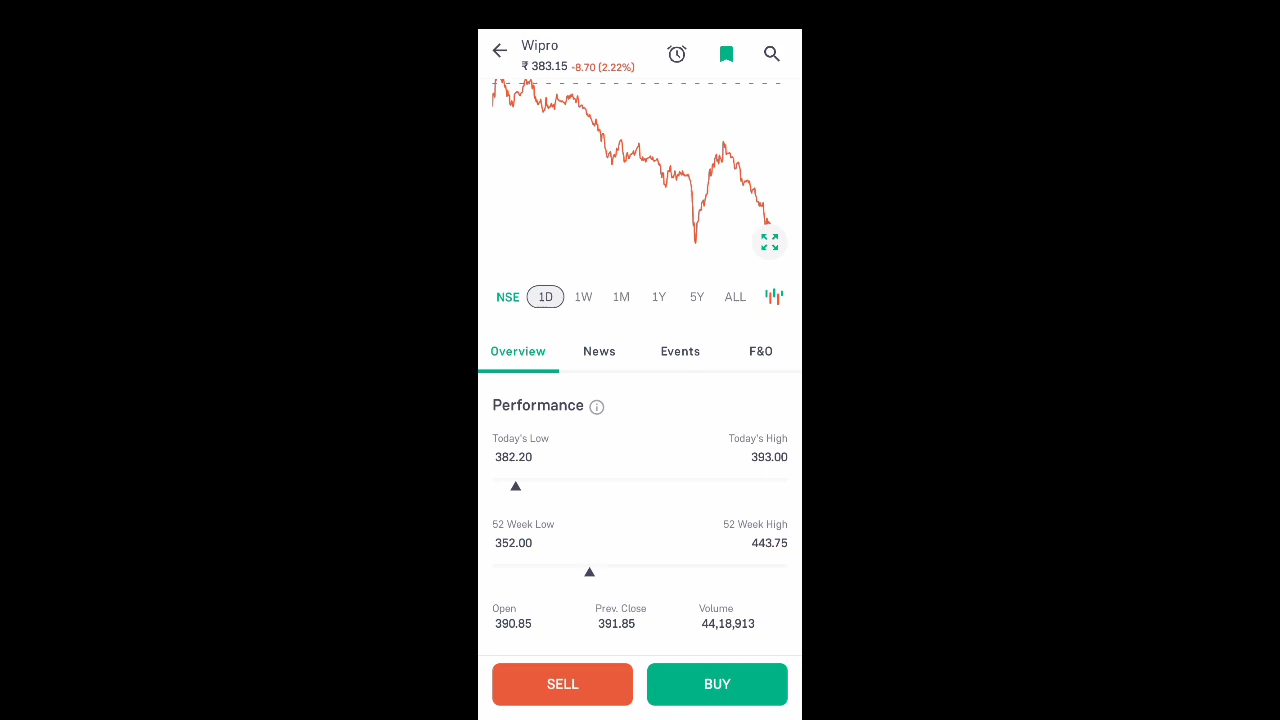 Wipro
₹ 383.15 -8.70 (2.22%)
NSE 1D 1W 1M 1Y 5Y ALL
Overview News Events F&O
Performance
Today's Low Today's High
382.20 393.00
52 Week Low 52 Week High
352.00 443.75
Open Prev. Close Volume
390.85 391.85 44,18,913
SELL BUY